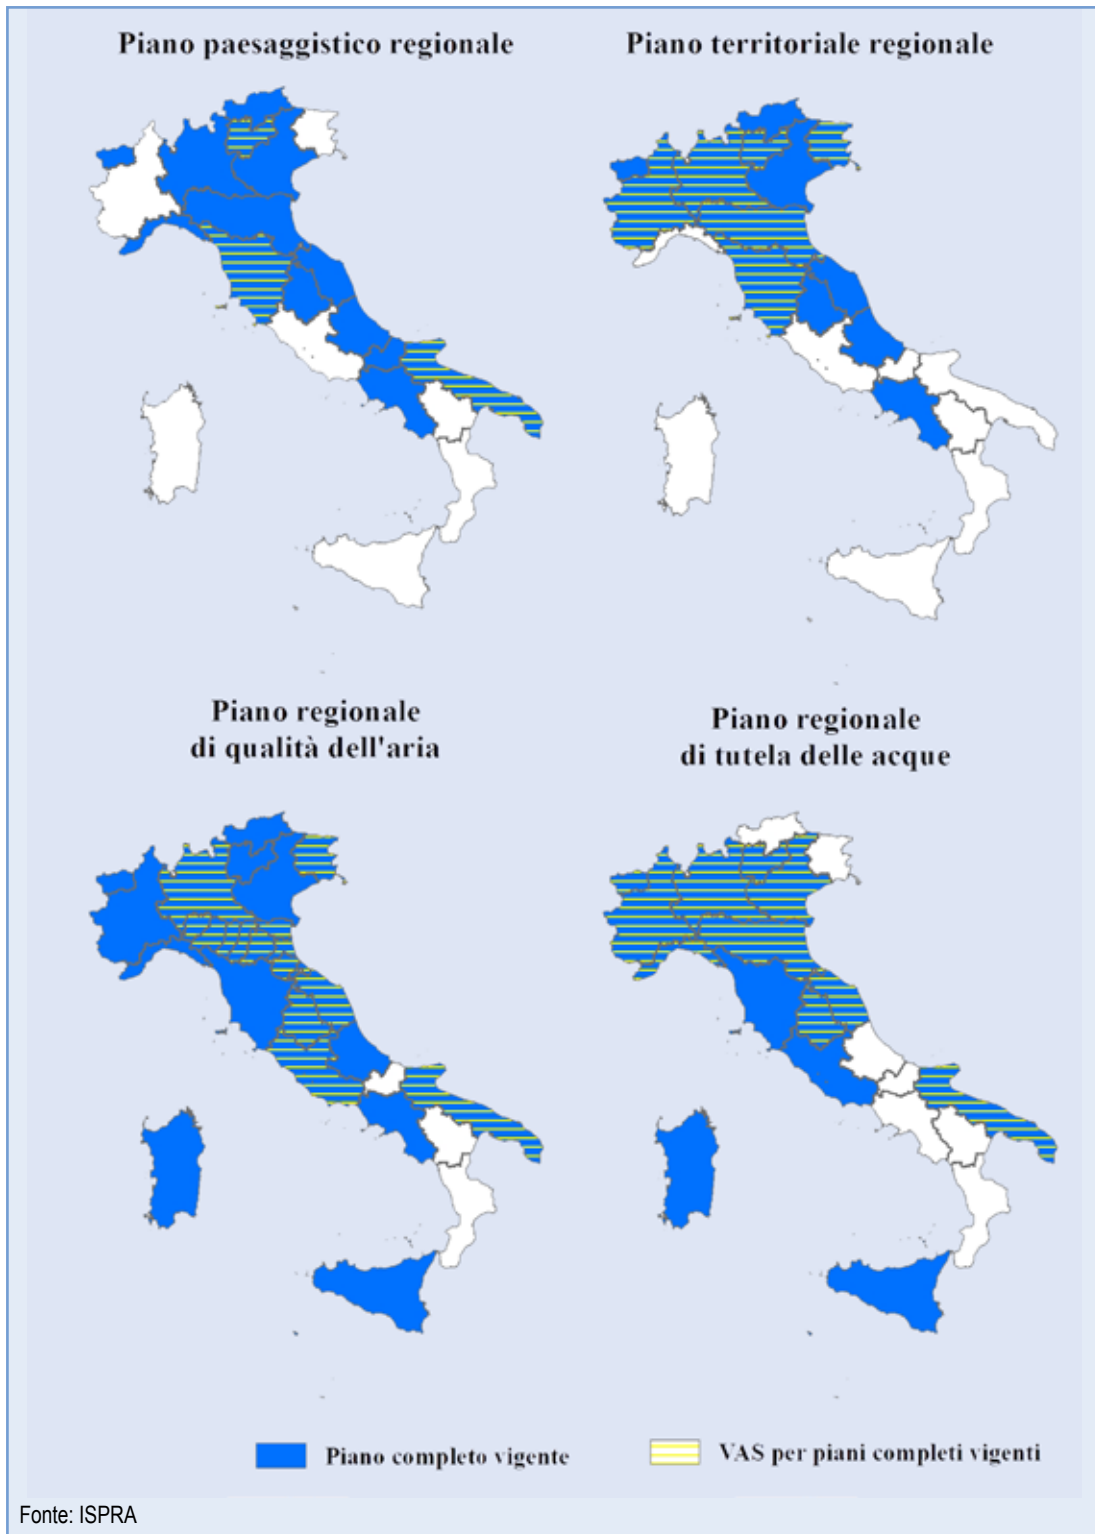 Piano paesaggistico regionale
Piano territoriale regionale
Piano regionale
di qualità dell'aria
Piano regionale
di tutela delle acque
Piano completo vigente
VAS per piani completi vigenti
Fonte: ISPRA